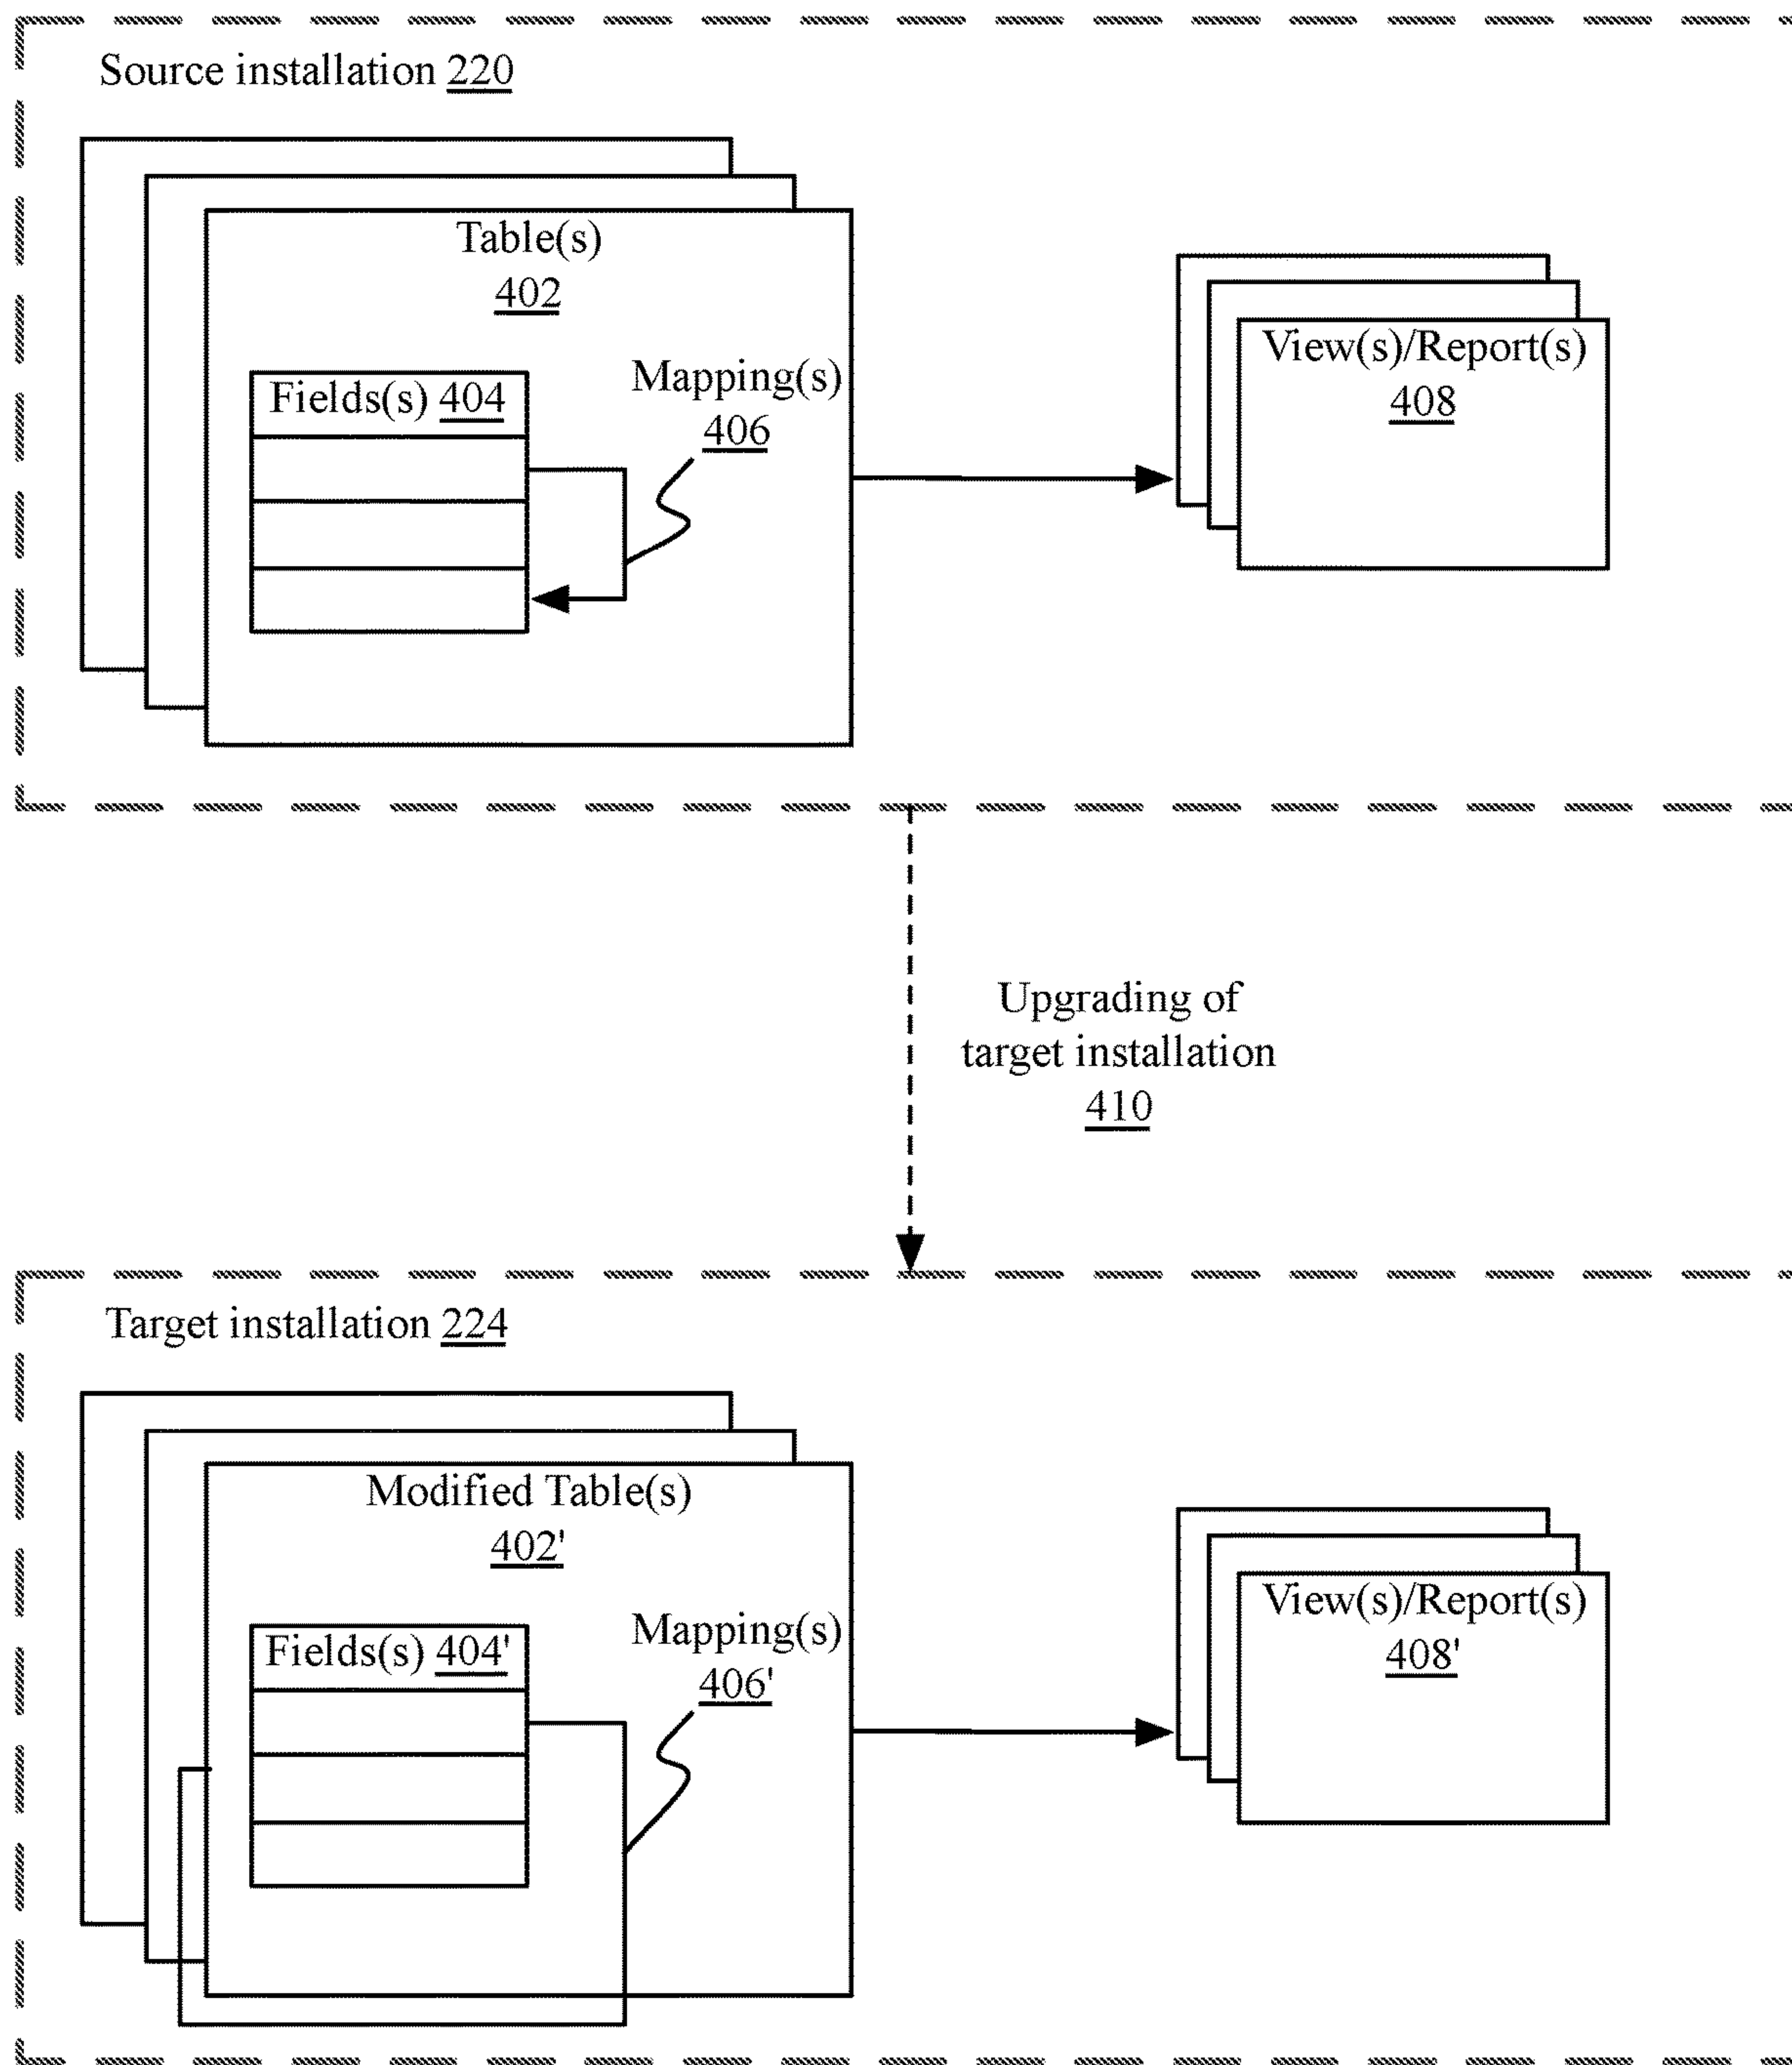 Source installation 220
Table(s)
402
Fields(s) 404
Mapping(s)
406
View(s)/Report(s)
408
Upgrading of
target installation
410
Target installation 224
Modified Table(s)
402'
Fields(s) 404'
Mapping(s)
406'
View(s)/Report(s)
408'